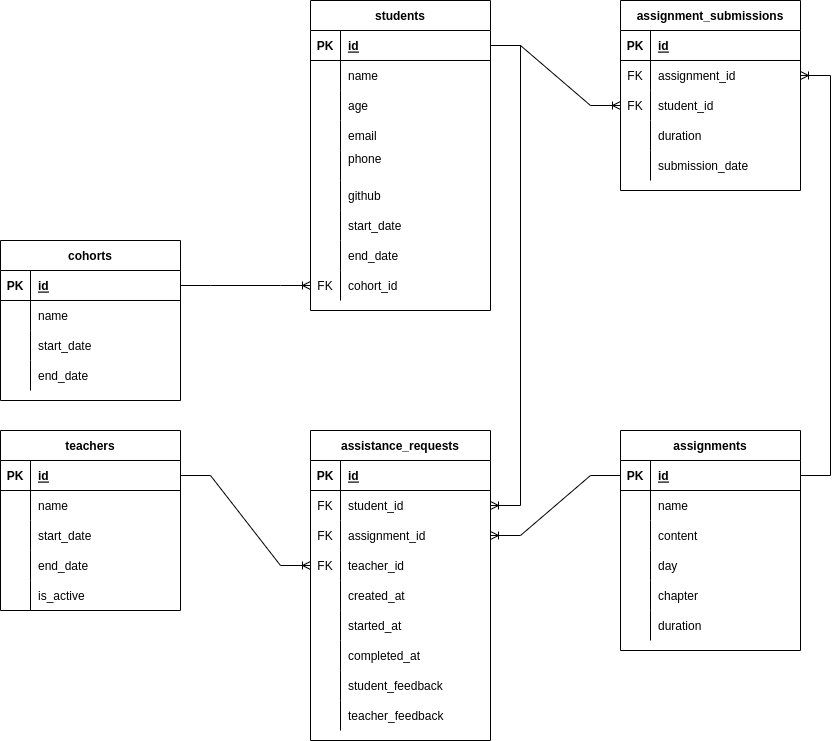 students
PK id
name
age
email
phone
github
start_date
end_date
FK cohort_id
assignment_submissions
PK id
FK assignment_id
FK student_id
duration
submission_date
cohorts
PK id
name
start_date
end_date
teachers
PK id
name
start_date
end_date
is_active
assistance_requests
PK id
FK student_id
FK assignment_id
FK teacher_id
created_at
started_at
completed_at
student_feedback
teacher_feedback
assignments
PK id
name
content
day
chapter
duration